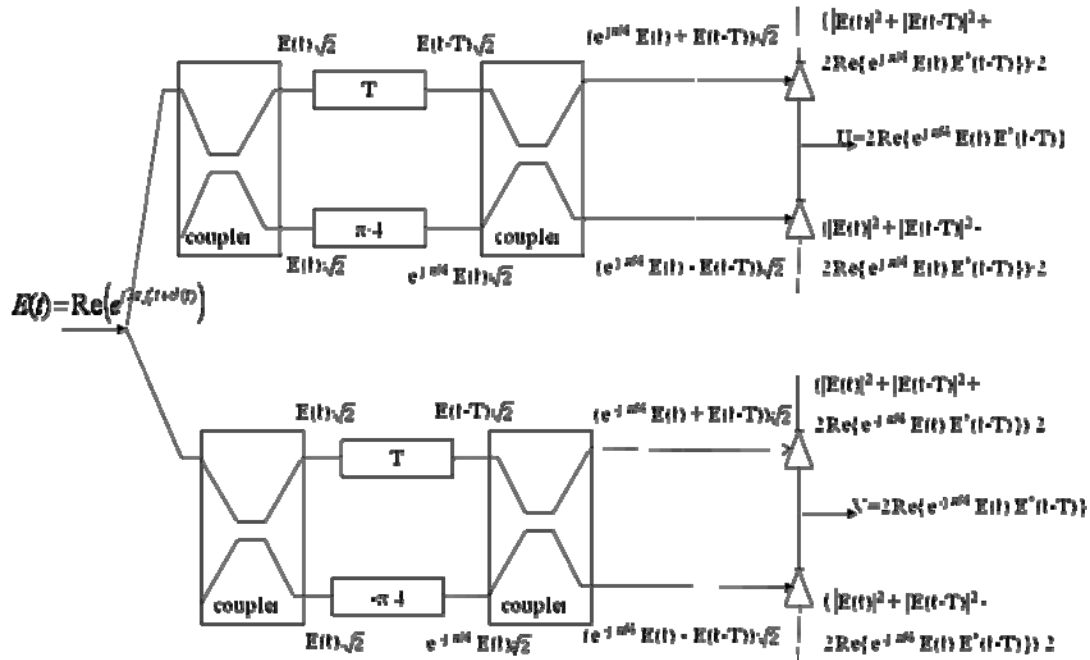 E(t)√2
E(t-T)√2
(e^jπ/4 E(t) + E(t-T))√2
(|E(t)|²+|E(t-T)|²+
2Re{e^jπ/4 E(t) E*(t-T)})·2
T
U=2Re{e^jπ/4 E(t) E*(t-T)}
π·4
coupler
coupler
E(t)√2
e^jπ/4 E(t)√2
(e^jπ/4 E(t) - E(t-T))√2
(|E(t)|²+|E(t-T)|²-
2Re{e^jπ/4 E(t) E*(t-T)})·2
E(t)=Re(
E(t)√2
E(t-T)√2
(e^-jπ/4 E(t) + E(t-T))√2
(|E(t)|²+|E(t-T)|²+
2Re{e^-jπ/4 E(t) E*(t-T)})·2
T
V=2Re{e^-jπ/4 E(t) E*(t-T)}
-π·4
coupler
coupler
E(t)√2
e^-jπ/4 E(t)√2
(e^-jπ/4 E(t) - E(t-T))√2
(|E(t)|²+|E(t-T)|²-
2Re{e^-jπ/4 E(t) E*(t-T)})·2